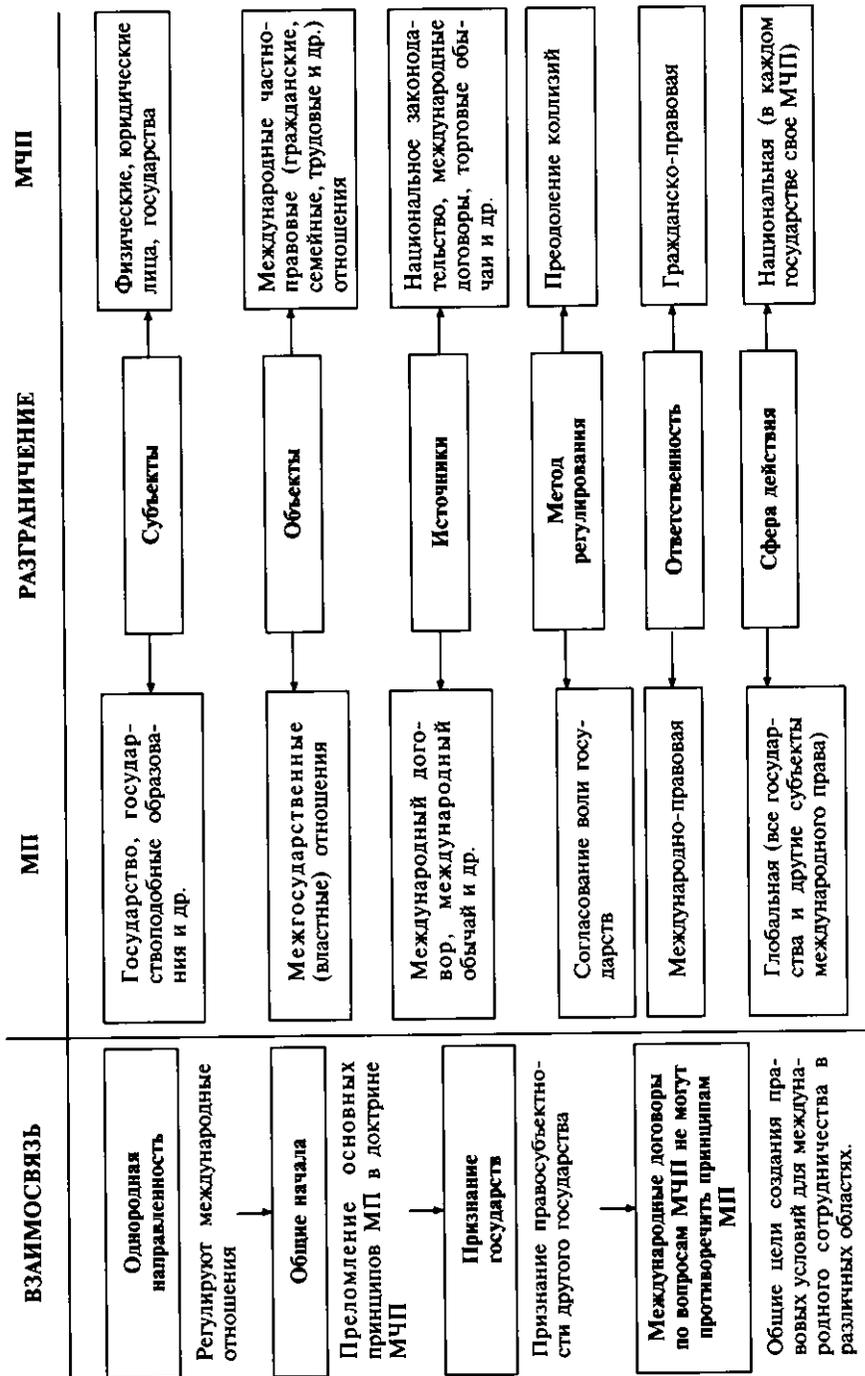 ВЗАИМОСВЯЗЬ
Однородная
направленность
Регулируют международные
отношения
Общие начала
Преломление основных
принципов МП в доктрине
МЧП
Признание
государств
Признание правосубъектно-
сти другого государства
Международные договоры
по вопросам МЧП не могут
противоречить принципам
МП
Общие цели создания пра-
вовых условий для междуна-
родного сотрудничества в
различных областях.
РАЗГРАНИЧЕНИЕ
МП
МЧП
Государство, государ-
ствоподобные образова-
ния и др.
Субъекты
Физические, юридические
лица, государства
Межгосударственные
(властные) отношения
Объекты
Международные частно-
правовые (гражданские,
семейные, трудовые и др.)
отношения
Международный дого-
вор, международный
обычай и др.
Источники
Национальное законода-
тельство, международные
договоры, торговые обы-
чаи и др.
Согласование воли госу-
дарств
Метод
регулирования
Преодоление коллизий
Международно-правовая
Ответственность
Гражданско-правовая
Глобальная (все государ-
ства и другие субъекты
международного права)
Сфера действия
Национальная (в каждом
государстве свое МЧП)